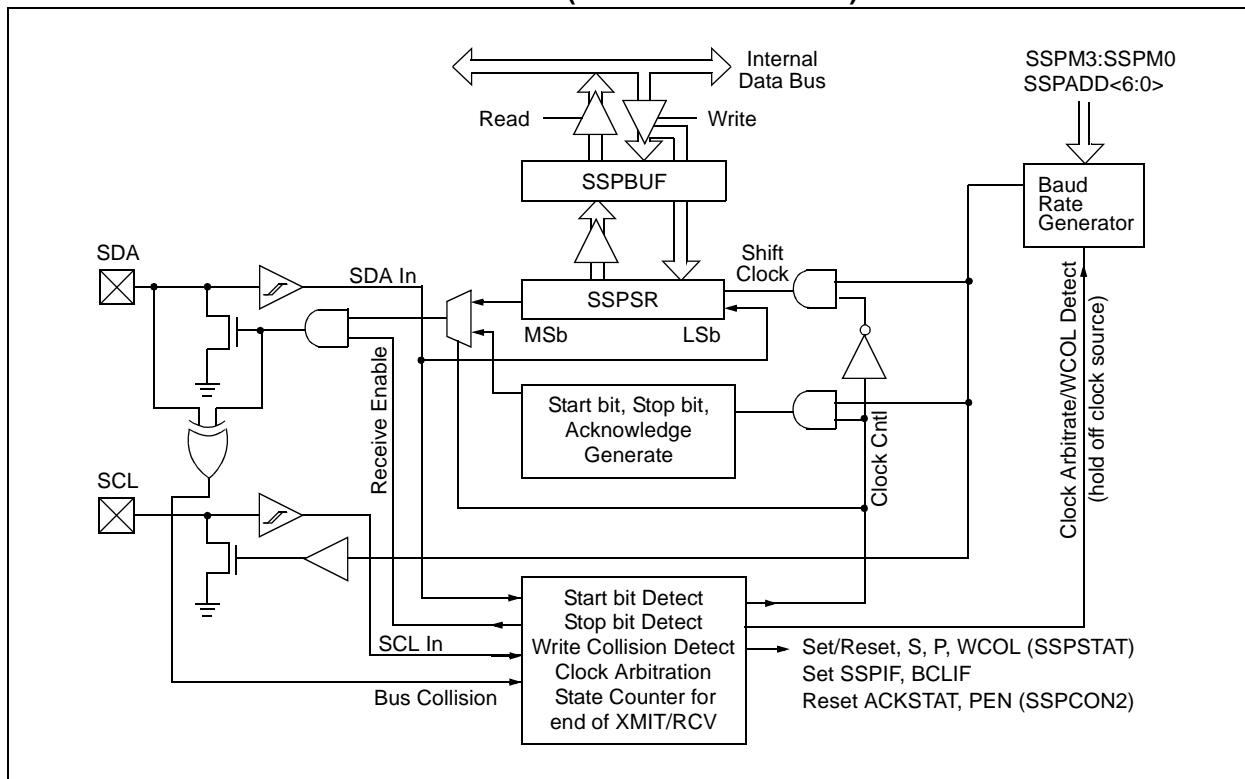 Internal
Data Bus
SSPM3:SSPM0
SSPADD<6:0>
Read
Write
SSPBUF
Baud
Rate
Generator
SDA
SDA In
Shift
Clock
SSPSR
MSb
LSb
Start bit, Stop bit,
Acknowledge
Generate
Receive Enable
Clock Cntl
Clock Arbitrate/WCOL Detect
(hold off clock source)
SCL
SCL In
Bus Collision
Start bit Detect
Stop bit Detect
Write Collision Detect
Clock Arbitration
State Counter for
end of XMIT/RCV
Set/Reset, S, P, WCOL (SSPSTAT)
Set SSPIF, BCLIF
Reset ACKSTAT, PEN (SSPCON2)